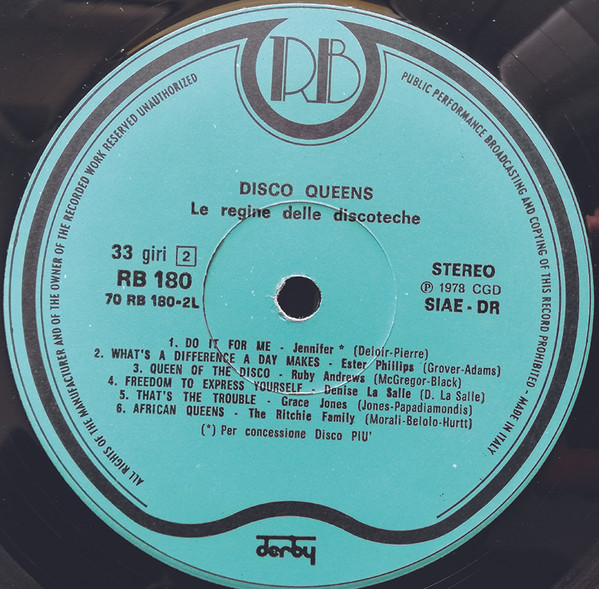 RB
ALL RIGHTS OF THE MANUFACTURER AND OF THE OWNER OF THE RECORDED WORK RESERVED UNAUTHORIZED
PUBLIC PERFORMANCE BROADCASTING AND COPYING OF THIS RECORD PROHIBITED - MADE IN ITALY
DISCO QUEENS
Le regine delle discoteche
33 giri 2
RB 180
70 RB 180-2L
STEREO
Ⓟ 1978 CGD
SIAE - DR
1. DO IT FOR ME - Jennifer * (Deloir-Pierre)
2. WHAT'S A DIFFERENCE A DAY MAKES - Ester Phillips (Grover-Adams)
3. QUEEN OF THE DISCO - Ruby Andrews (McGregor-Black)
4. FREEDOM TO EXPRESS YOURSELF - Denise La Salle (D. La Salle)
5. THAT'S THE TROUBLE - Grace Jones (Jones-Papadiamondis)
6. AFRICAN QUEENS - The Ritchie Family (Morali-Belolo-Hurtt)
(*) Per concessione Disco PIU'
derby